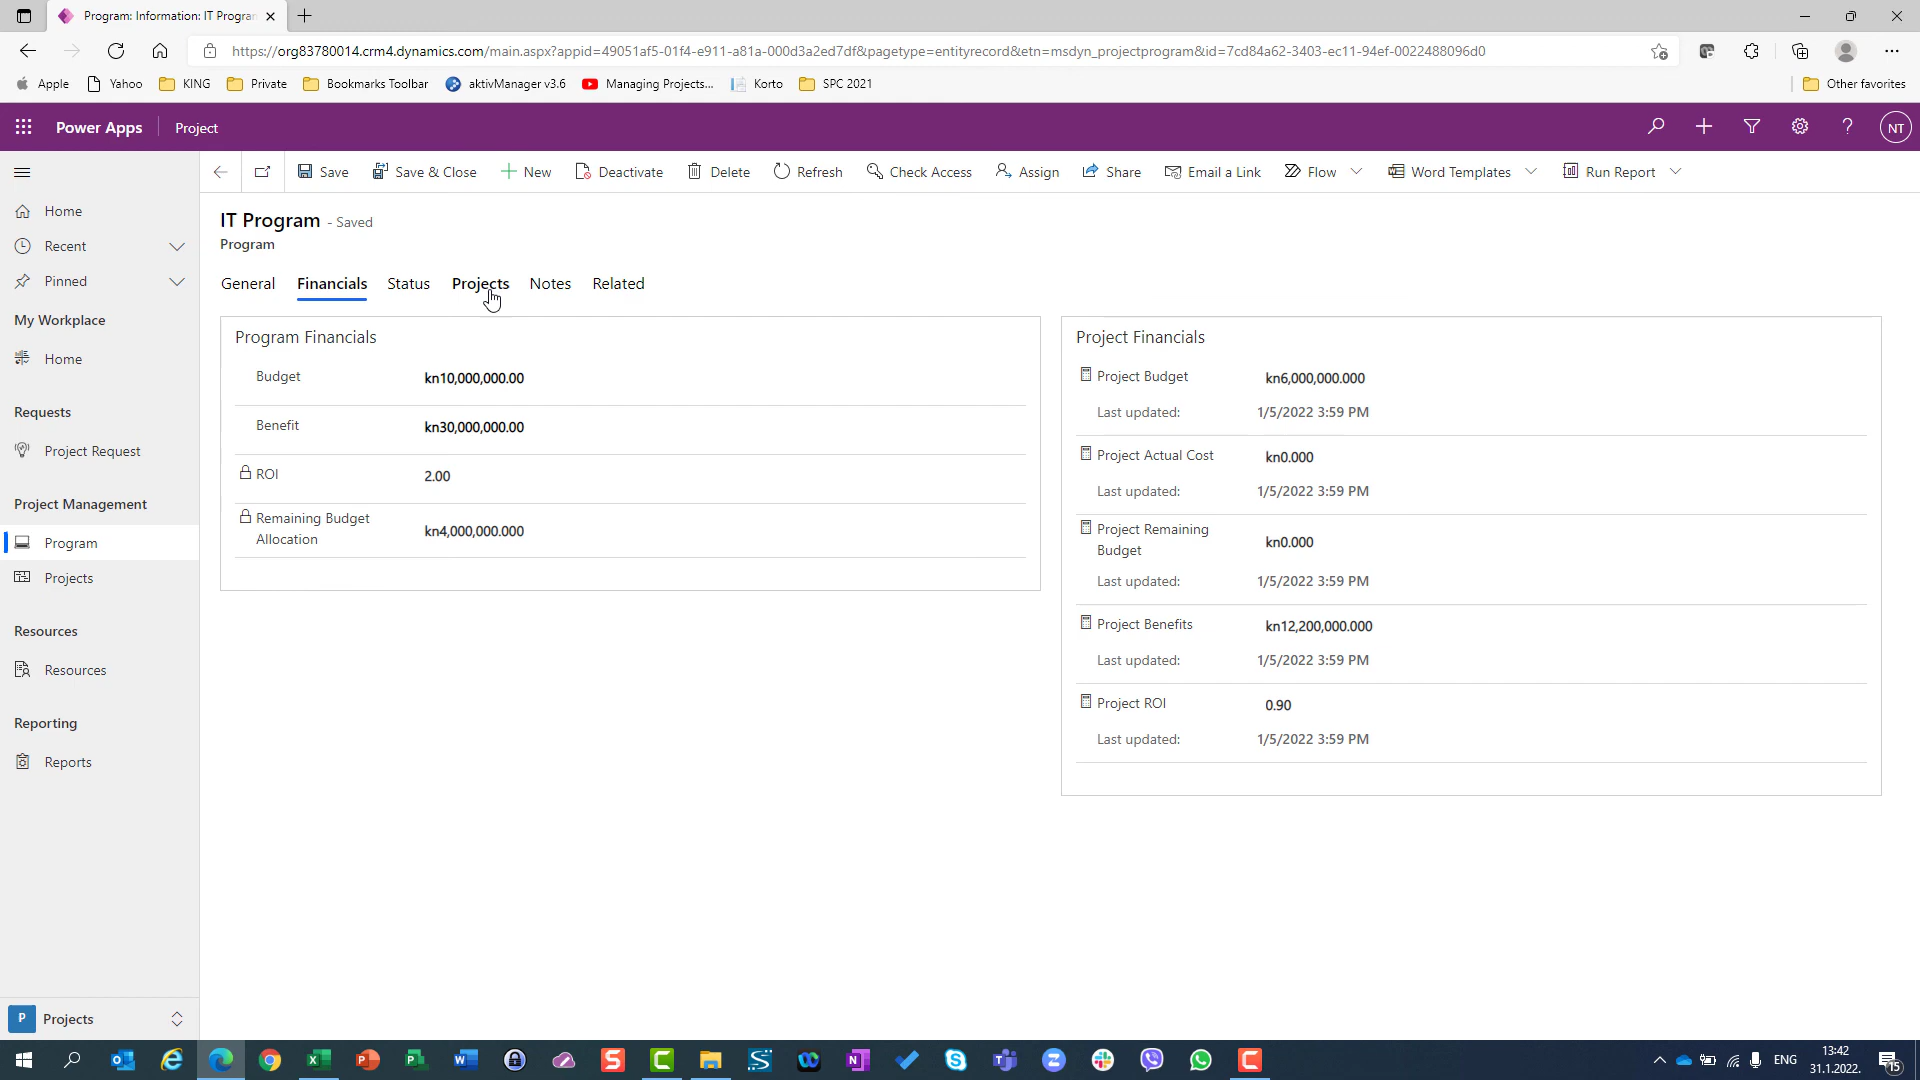 Program: Information: IT Program
https://org83780014.crm4.dynamics.com/main.aspx?appid=49051af5-01f4-e911-a81a-000d3a2ed7df&pagetype=entityrecord&etn=msdyn_projectprogram&id=7cd84a62-3403-ec11-94ef-0022488096d0
Apple Yahoo KING Private Bookmarks Toolbar aktivManager v3.6 Managing Projects... Korto SPC 2021 Other favorites
Power Apps Project NT
Save Save & Close New Deactivate Delete Refresh Check Access Assign Share Email a Link Flow Word Templates Run Report
Home
Recent
Pinned
My Workplace
Home
Requests
Project Request
Project Management
Program
Projects
Resources
Resources
Reporting
Reports
P Projects
IT Program - Saved
Program
General Financials Status Projects Notes Related
Program Financials
Budget kn10,000,000.00
Benefit kn30,000,000.00
ROI 2.00
Remaining Budget
Allocation kn4,000,000.000
Project Financials
Project Budget kn6,000,000.000
Last updated: 1/5/2022 3:59 PM
Project Actual Cost kn0.000
Last updated: 1/5/2022 3:59 PM
Project Remaining
Budget kn0.000
Last updated: 1/5/2022 3:59 PM
Project Benefits kn12,200,000.000
Last updated: 1/5/2022 3:59 PM
Project ROI 0.90
Last updated: 1/5/2022 3:59 PM
ENG
13:42
31.1.2022.
15